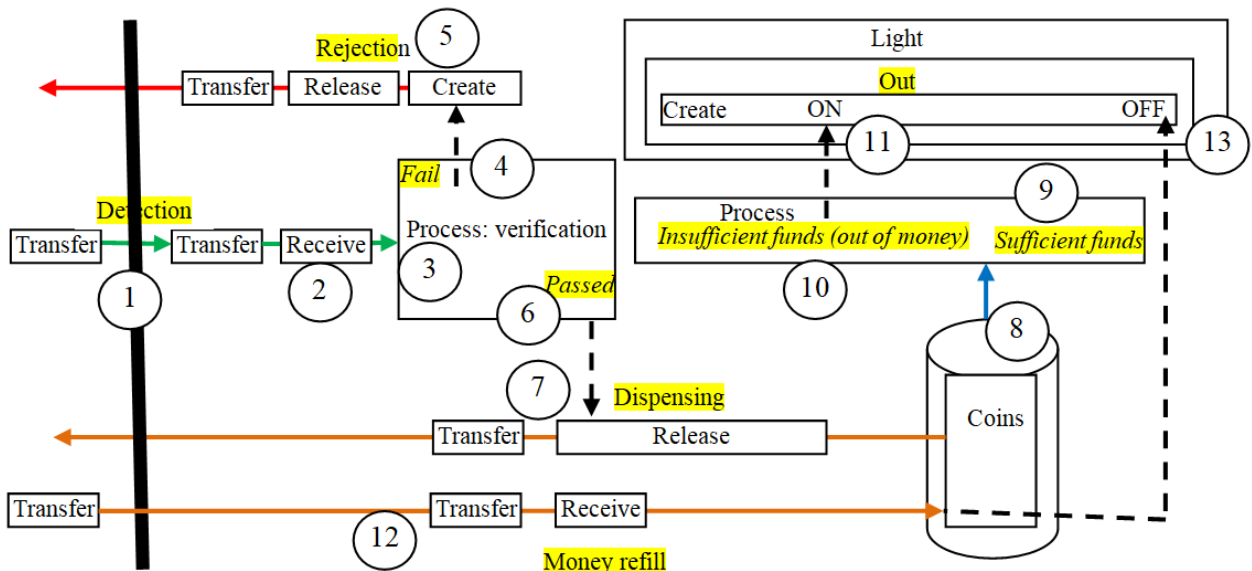 Rejection
5
Light
Transfer
Release
Create
Out
Create
ON
OFF
11
13
4
Fail
9
Detection
Process
Transfer
Transfer
Receive
Process: verification
Insufficient funds (out of money)
Sufficient funds
3
2
Passed
10
1
6
8
7
Dispensing
Coins
Transfer
Release
Transfer
Transfer
Receive
12
Money refill